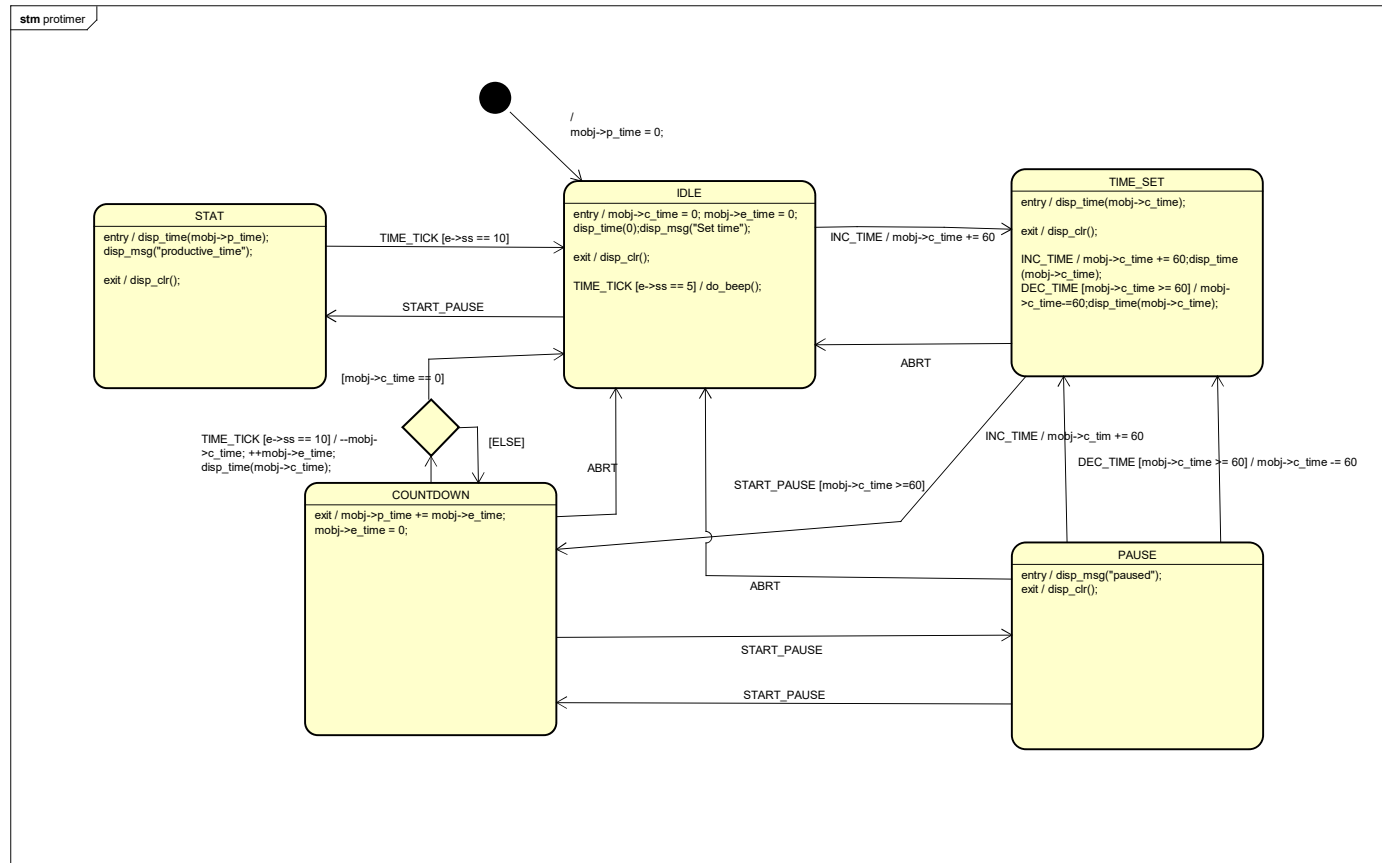 stm protimer
/
mobj->p_time = 0;
IDLE
entry / mobj->c_time = 0; mobj->e_time = 0;
disp_time(0);disp_msg("Set time");
exit / disp_clr();
TIME_TICK [e->ss == 5] / do_beep();
TIME_SET
entry / disp_time(mobj->c_time);
exit / disp_clr();
INC_TIME / mobj->c_time += 60;disp_time
(mobj->c_time);
DEC_TIME [mobj->c_time >= 60] / mobj-
>c_time-=60;disp_time(mobj->c_time);
STAT
entry / disp_time(mobj->p_time);
disp_msg("productive_time");
exit / disp_clr();
TIME_TICK [e->ss == 10]
INC_TIME / mobj->c_time += 60
START_PAUSE
ABRT
[mobj->c_time == 0]
[ELSE]
TIME_TICK [e->ss == 10] / --mobj-
>c_time; ++mobj->e_time;
disp_time(mobj->c_time);
ABRT
INC_TIME / mobj->c_tim += 60
DEC_TIME [mobj->c_time >= 60] / mobj->c_time -= 60
START_PAUSE [mobj->c_time >=60]
COUNTDOWN
exit / mobj->p_time += mobj->e_time;
mobj->e_time = 0;
PAUSE
entry / disp_msg("paused");
exit / disp_clr();
ABRT
START_PAUSE
START_PAUSE